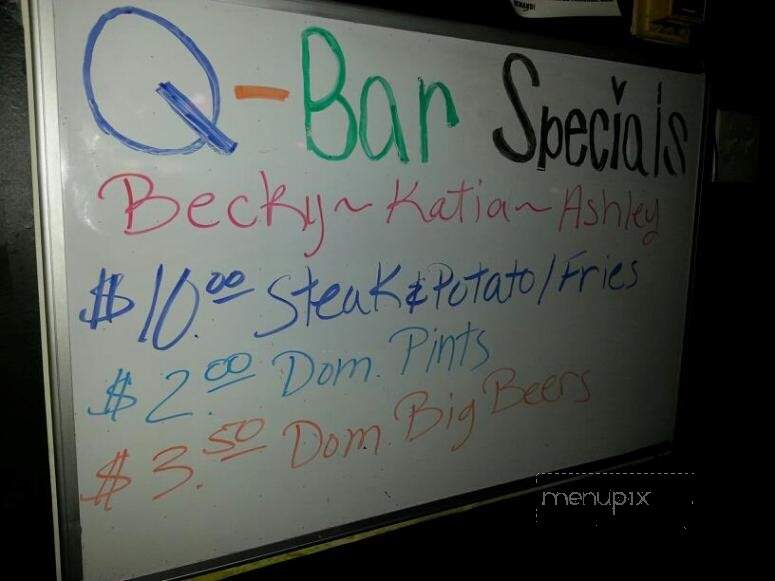 Q-Bar Specials
Becky~Katia~Ashley
$10.00 Steak & Potato/Fries
$2.00 Dom. Pints
$3.50 Dom. Big Beers
menupix